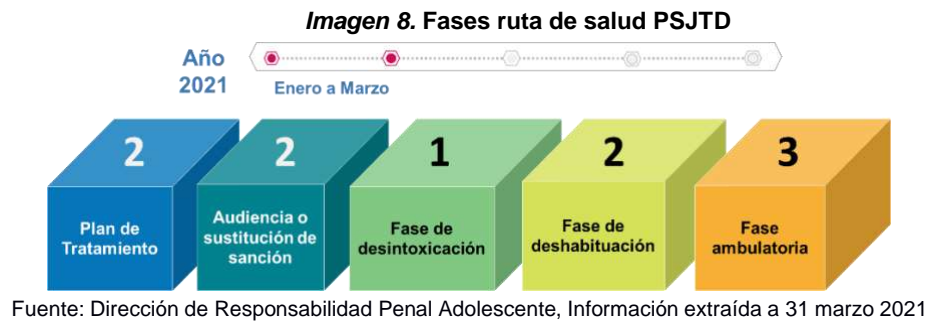 Imagen 8. Fases ruta de salud PSJTD
Año
2021
Enero a Marzo
2
2
1
2
3
Plan de
Tratamiento
Audiencia o
sustitución de
sanción
Fase de
desintoxicación
Fase de
deshabituación
Fase
ambulatoria
Fuente: Dirección de Responsabilidad Penal Adolescente, Información extraída a 31 marzo 2021